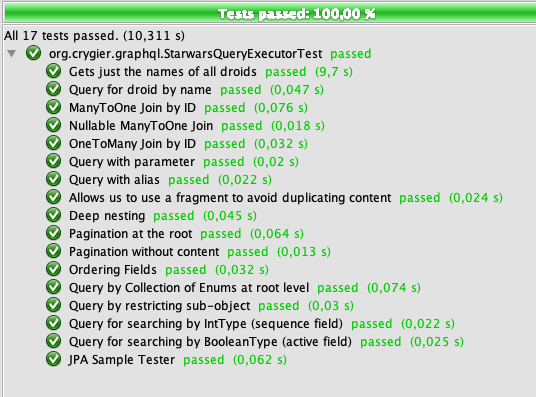 Tests passed: 100,00 %
All 17 tests passed. (10,311 s)
org.crygier.graphql.StarwarsQueryExecutorTest passed
Gets just the names of all droids passed (9,7 s)
Query for droid by name passed (0,047 s)
ManyToOne Join by ID passed (0,076 s)
Nullable ManyToOne Join passed (0,018 s)
OneToMany Join by ID passed (0,032 s)
Query with parameter passed (0,02 s)
Query with alias passed (0,022 s)
Allows us to use a fragment to avoid duplicating content passed (0,024 s)
Deep nesting passed (0,045 s)
Pagination at the root passed (0,064 s)
Pagination without content passed (0,013 s)
Ordering Fields passed (0,032 s)
Query by Collection of Enums at root level passed (0,074 s)
Query by restricting sub-object passed (0,03 s)
Query for searching by IntType (sequence field) passed (0,022 s)
Query for searching by BooleanType (active field) passed (0,025 s)
JPA Sample Tester passed (0,062 s)